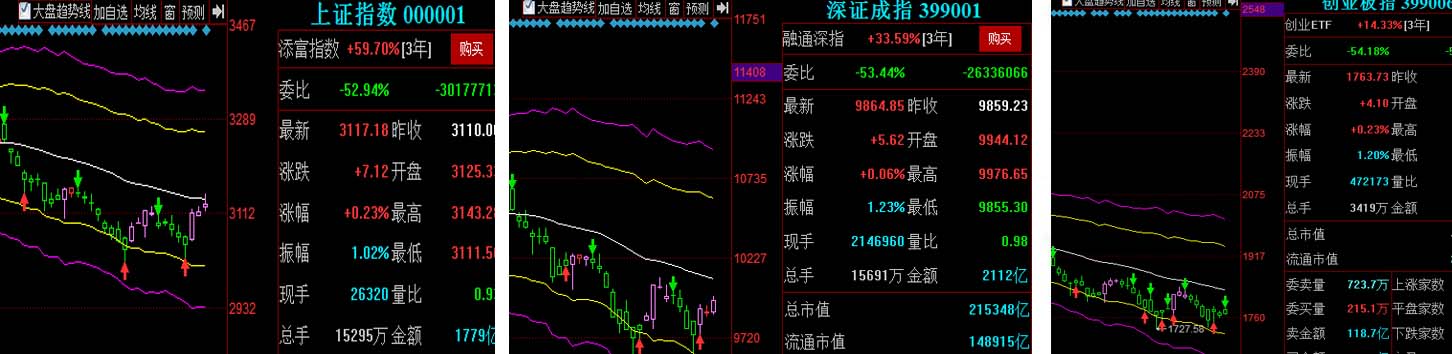 大盘趋势线 加自选 均线 窗 预测
3467
3289
3112
2932
上证指数 000001
添富指数 +59.70%[3年] 购买
委比 -52.94% -3017771
最新 3117.18 昨收 3110.0
涨跌 +7.12 开盘 3125.3
涨幅 +0.23% 最高 3143.2
振幅 1.02% 最低 3111.5
现手 26320 量比 0.9
总手 15295万 金额 1779亿
大盘趋势线 加自选 均线 窗 预测
11751
11408
11243
10735
10227
9720
深证成指 399001
融通深指 +33.59%[3年] 购买
委比 -53.44% -26336066
最新 9864.85 昨收 9859.23
涨跌 +5.62 开盘 9944.12
涨幅 +0.06% 最高 9976.65
振幅 1.23% 最低 9855.30
现手 2146960 量比 0.98
总手 15691万 金额 2112亿
总市值 215348亿
流通市值 148915亿
大盘趋势线 加自选 均线 窗 预测
2548
2390
2233
2075
1917
1760
1727.58
创业板指 399006
创业ETF +14.33%[3年]
委比 -54.18%
最新 1763.73 昨收
涨跌 +4.10 开盘
涨幅 +0.23% 最高
振幅 1.20% 最低
现手 472173 量比
总手 3419万 金额
总市值
流通市值
委卖量 723.7万 上涨家数
委买量 215.1万 平盘家数
卖金额 118.7亿 下跌家数